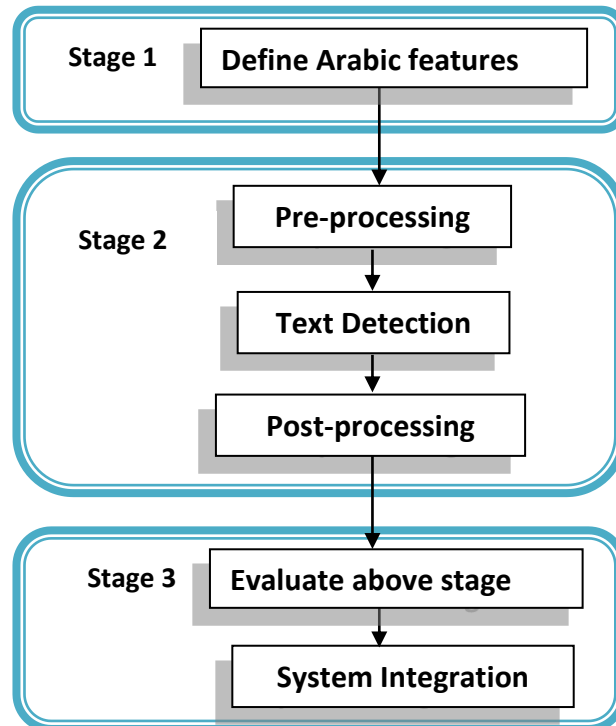 Stage 1
Define Arabic features
Stage 2
Pre-processing
Text Detection
Post-processing
Stage 3
Evaluate above stage
System Integration